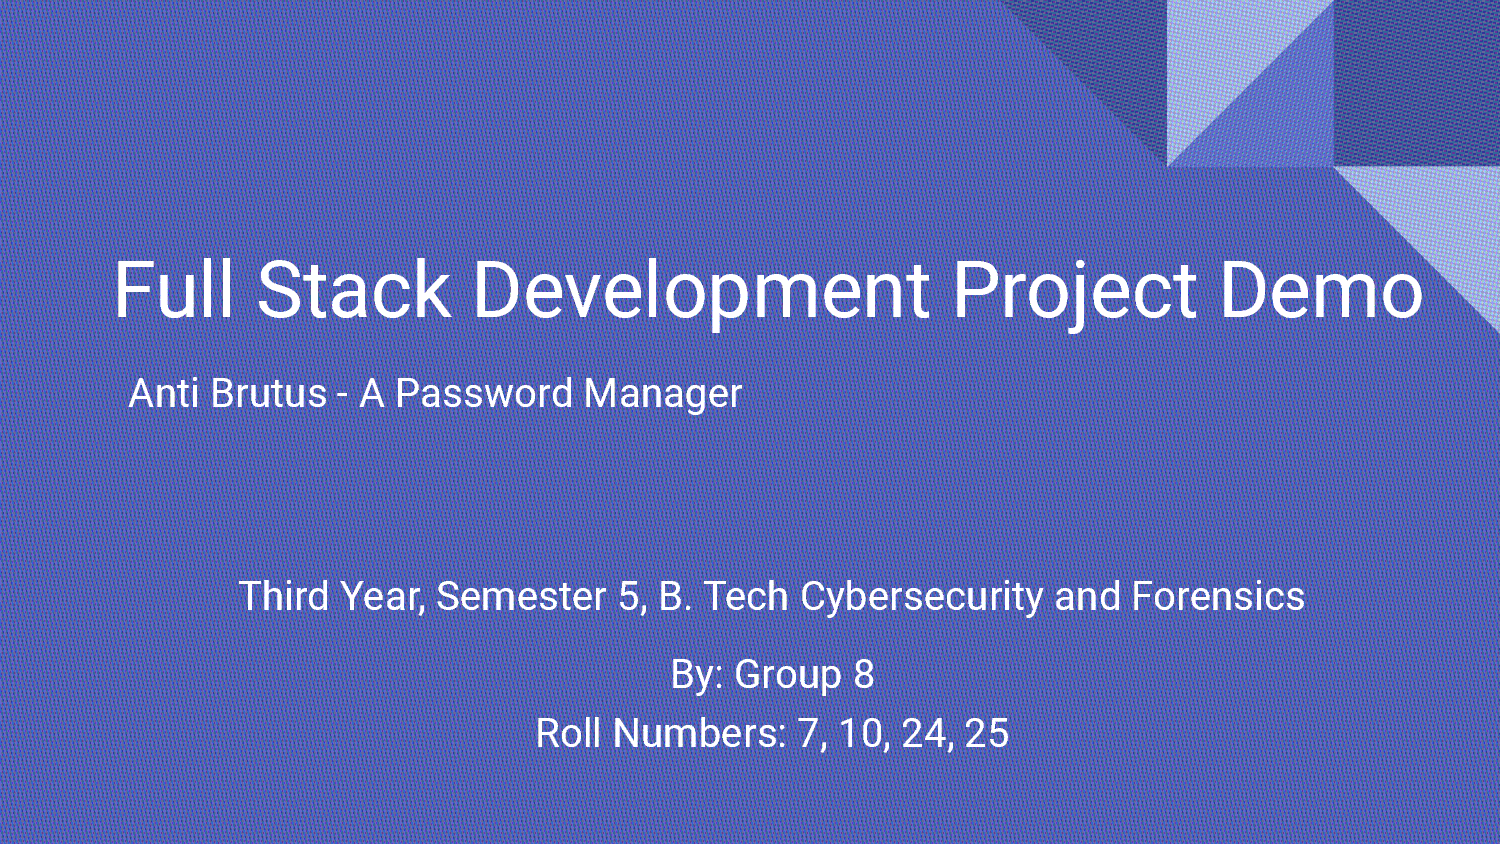 Full Stack Development Project Demo
Anti Brutus - A Password Manager
Third Year, Semester 5, B. Tech Cybersecurity and Forensics
By: Group 8
Roll Numbers: 7, 10, 24, 25